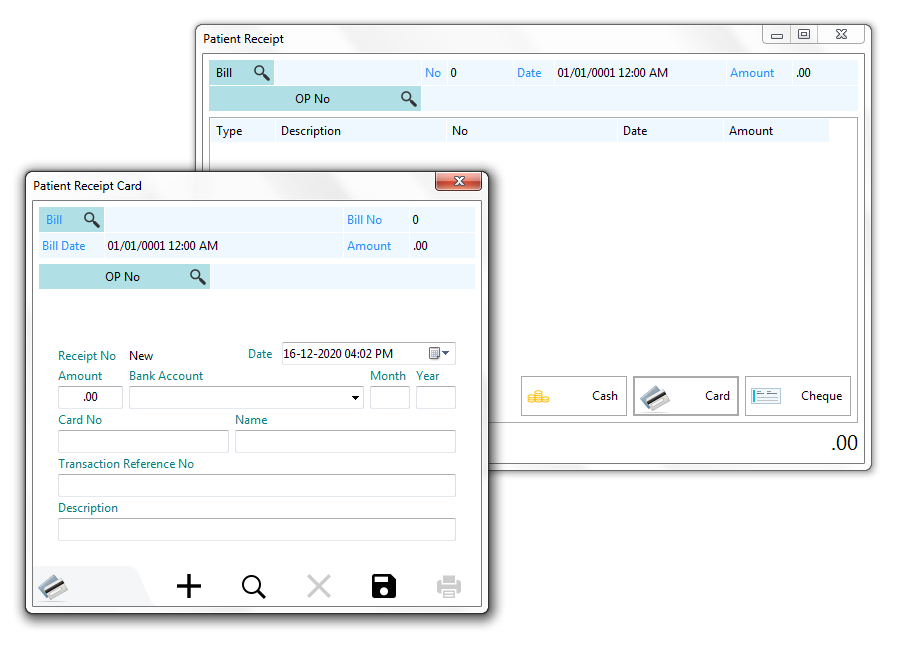 Patient Receipt
Bill No 0 Date 01/01/0001 12:00 AM Amount .00
OP No
Type Description No Date Amount
Cash Card Cheque
.00
Patient Receipt Card
Bill Bill No 0
Bill Date 01/01/0001 12:00 AM Amount .00
OP No
Receipt No New Date 16-12-2020 04:02 PM
Amount Bank Account Month Year
.00
Card No Name
Transaction Reference No
Description